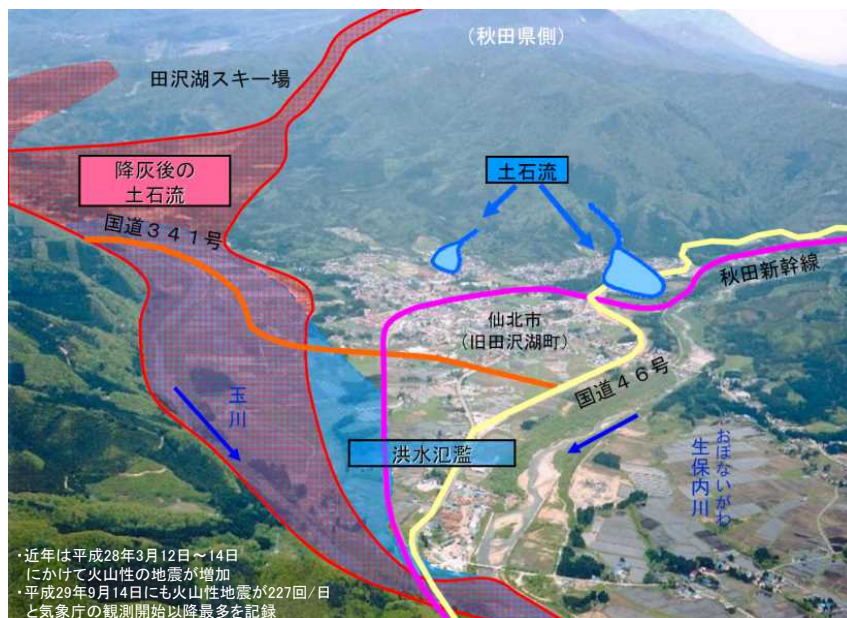 (秋田県側)
田沢湖スキー場
降灰後の
土石流
土石流
国道341号
秋田新幹線
仙北市
(旧田沢湖町)
国道46号
玉川
洪水氾濫
おぼないがわ
生保内川
・近年は平成28年3月12日~14日
にかけて火山性の地震が増加
・平成29年9月14日にも火山性地震が227回/日
と気象庁の観測開始以降最多を記録